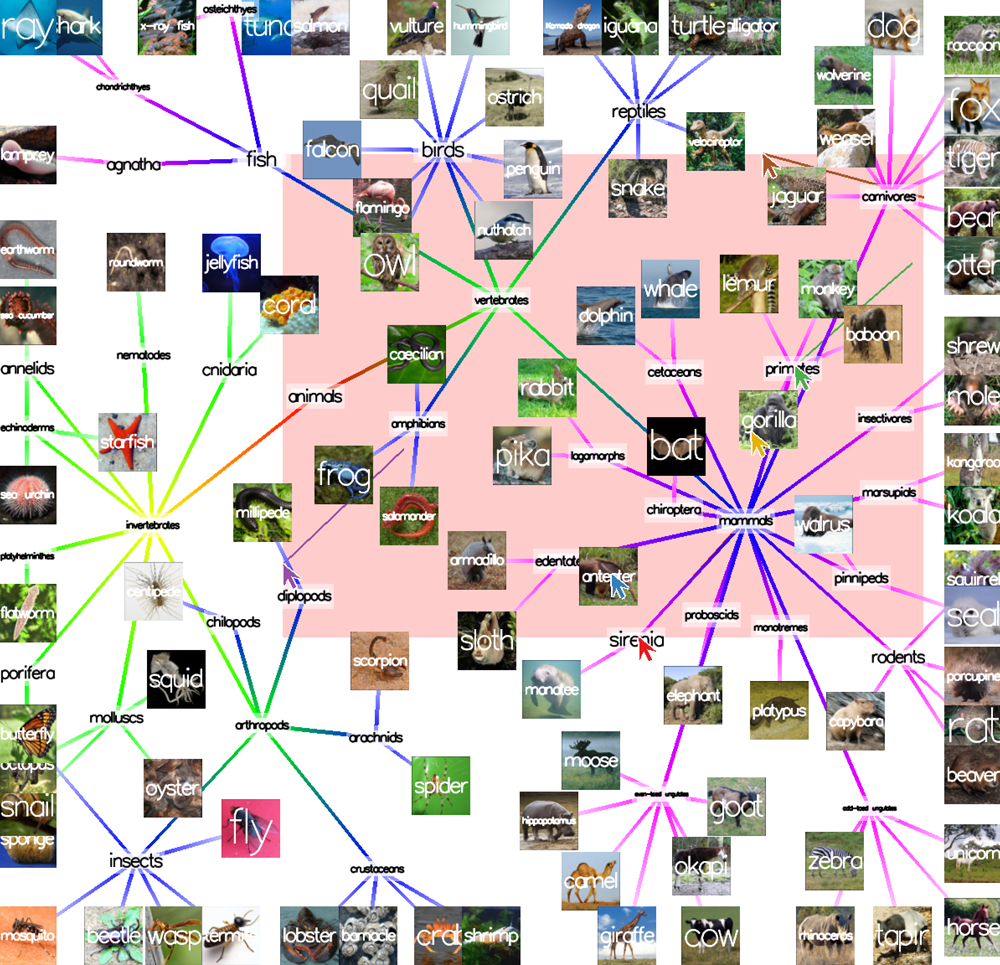 osteichthyes
ray
shark
x-ray fish
tuna
salmon
vulture
hummingbird
Komodo dragon
iguana
turtle
alligator
dog
raccoon
wolverine
chondrichthyes
quail
ostrich
fox
reptiles
weasel
velociraptor
falcon
birds
tiger
lamprey
agnatha
fish
penguin
snake
jaguar
carnivores
bear
flamingo
nuthatch
otter
earthworm
roundworm
jellyfish
owl
coral
vertebrates
whale
lemur
monkey
dolphin
baboon
sea cucumber
shrew
nematodes
caecilian
annelids
cnidaria
cetaceans
primates
rabbit
animals
mole
insectivores
echinoderms
starfish
amphibians
gorilla
bat
pika
lagomorphs
kangaroo
frog
marsupials
sea urchin
millipede
salamander
chiroptera
mammals
walrus
koala
invertebrates
platyhelminthes
armadillo
edentate
anteater
pinnipeds
squirrel
centipede
diplopods
flatworm
chilopods
proboscids
monotremes
seal
sloth
sirenia
rodents
scorpion
porifera
squid
manatee
elephant
platypus
capybara
porcupine
molluscs
arthropods
arachnids
rat
butterfly
octopus
moose
spider
oyster
beaver
snail
even-toed ungulates
goat
odd-toed ungulates
hippopotamus
fly
sponge
insects
crustaceans
okapi
zebra
unicorn
camel
mosquito
beetle
wasp
termite
lobster
barnacle
crab
shrimp
giraffe
cow
rhinoceros
tapir
horse